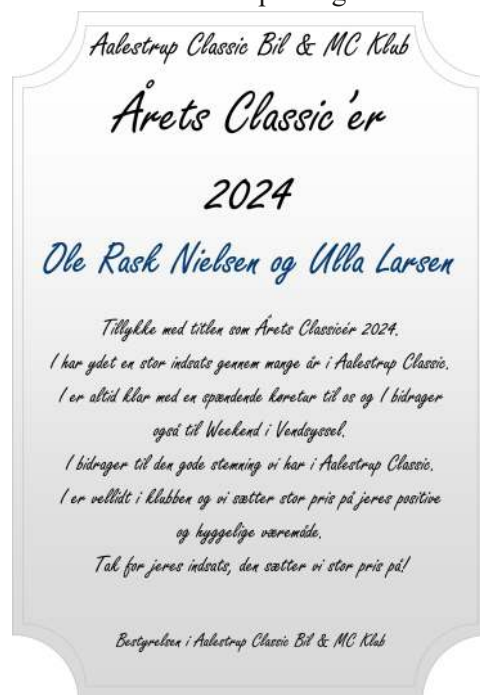 Aalestrup Classic Bil & MC Klub
Årets Classic'er
2024
Ole Rask Nielsen og Ulla Larsen
Tillykke med titlen som Årets Classicér 2024.
I har ydet en stor indsats gennem mange år i Aalestrup Classic.
I er altid klar med en spændende køretur til os og I bidrager
også til Weekend i Vendsyssel.
I bidrager til den gode stemning vi har i Aalestrup Classic.
I er vellidt i klubben og vi sætter stor pris på jeres positive
og hyggelige væremåde.
Tak for jeres indsats, den sætter vi stor pris på!
Bestyrelsen i Aalestrup Classic Bil & MC Klub